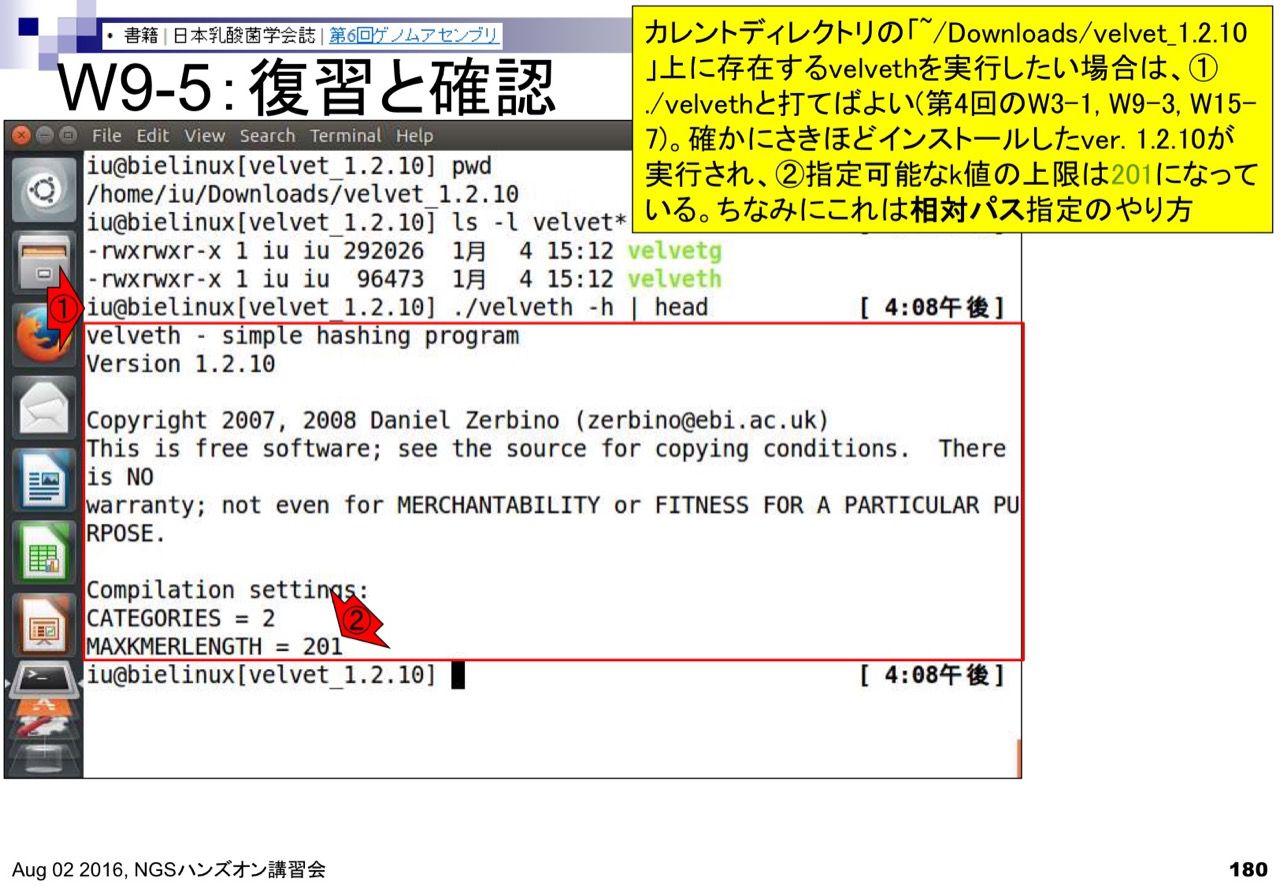 • 書籍 | 日本乳酸菌学会誌 | 第6回ゲノムアセンブリ
W9-5：復習と確認
カレントディレクトリの「~/Downloads/velvet_1.2.10
」上に存在するvelvethを実行したい場合は、①
./velvethと打てばよい(第4回のW3-1, W9-3, W15-
7)。確かにさきほどインストールしたver. 1.2.10が
実行され、②指定可能なk値の上限は201になって
いる。ちなみにこれは相対パス指定のやり方
File Edit View Search Terminal Help
iu@bielinux[velvet_1.2.10] pwd
/home/iu/Downloads/velvet_1.2.10
iu@bielinux[velvet_1.2.10] ls -l velvet*
-rwxrwxr-x 1 iu iu 292026 1月 4 15:12 velvetg
-rwxrwxr-x 1 iu iu 96473 1月 4 15:12 velveth
①
iu@bielinux[velvet_1.2.10] ./velveth -h | head [ 4:08午後]
velveth - simple hashing program
Version 1.2.10
Copyright 2007, 2008 Daniel Zerbino (zerbino@ebi.ac.uk)
This is free software; see the source for copying conditions. There
is NO
warranty; not even for MERCHANTABILITY or FITNESS FOR A PARTICULAR PU
RPOSE.
Compilation settings:
CATEGORIES = 2
②
MAXKMERLENGTH = 201
iu@bielinux[velvet_1.2.10] [ 4:08午後]
Aug 02 2016, NGSハンズオン講習会
180